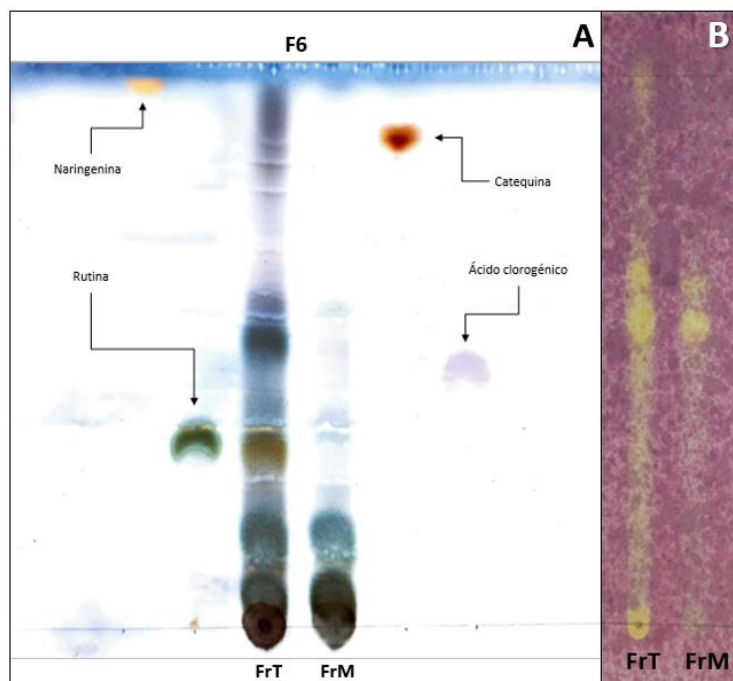 F6
A
B
Naringenina
Catequina
Rutina
Ácido clorogénico
FrT
FrM
FrT
FrM